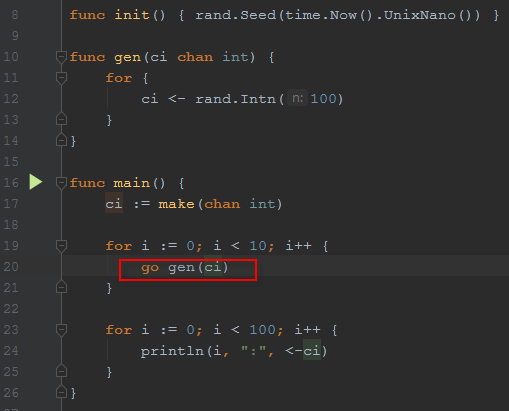 8 func init() { rand.Seed(time.Now().UnixNano()) }
9
10 func gen(ci chan int) {
11 for {
12 ci <- rand.Intn( n: 100)
13 }
14 }
15
16 func main() {
17 ci := make(chan int)
18
19 for i := 0; i < 10; i++ {
20 go gen(ci)
21 }
22
23 for i := 0; i < 100; i++ {
24 println(i, ":", <-ci)
25 }
26 }
27